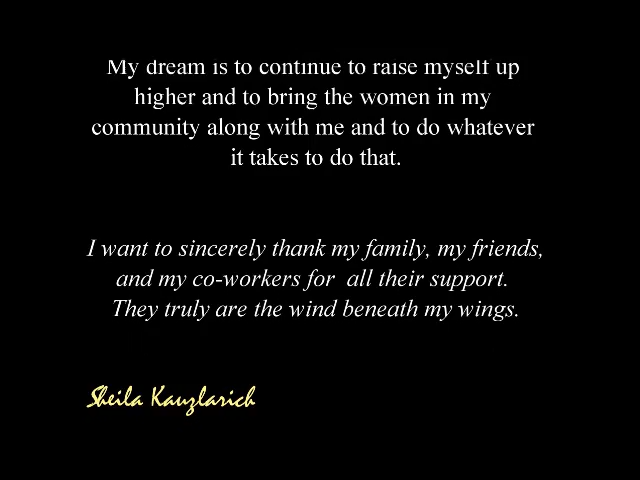 My dream is to continue to raise myself up
higher and to bring the women in my
community along with me and to do whatever
it takes to do that.
I want to sincerely thank my family, my friends,
and my co-workers for  all their support.
They truly are the wind beneath my wings.
Sheila Kauzlarich